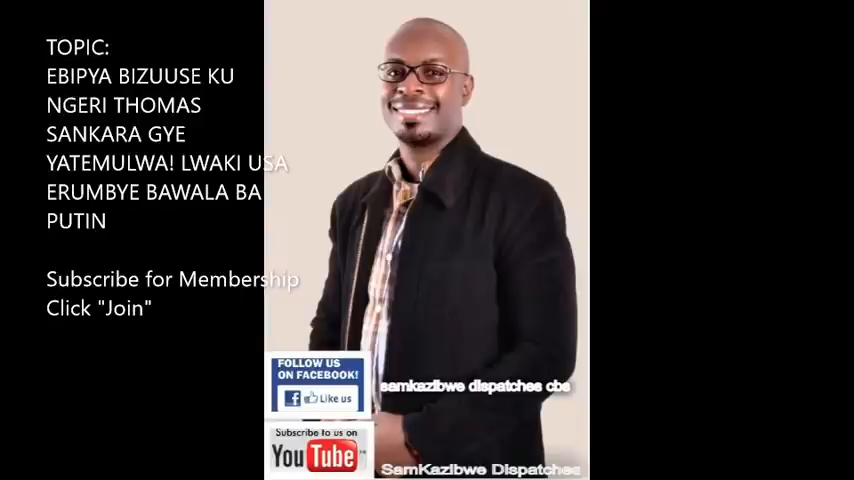 TOPIC:
EBIPYA BIZUUSE KU
NGERI THOMAS
SANKARA GYE
YATEMULWA! LWAKI USA
ERUMBYE BAWALA BA
PUTIN
Subscribe for Membership
Click "Join"
FOLLOW US
ON FACEBOOK!
f Like us
samkazibwe dispatches cbs
Subscribe to us on
YouTube
SamKazibwe Dispatches